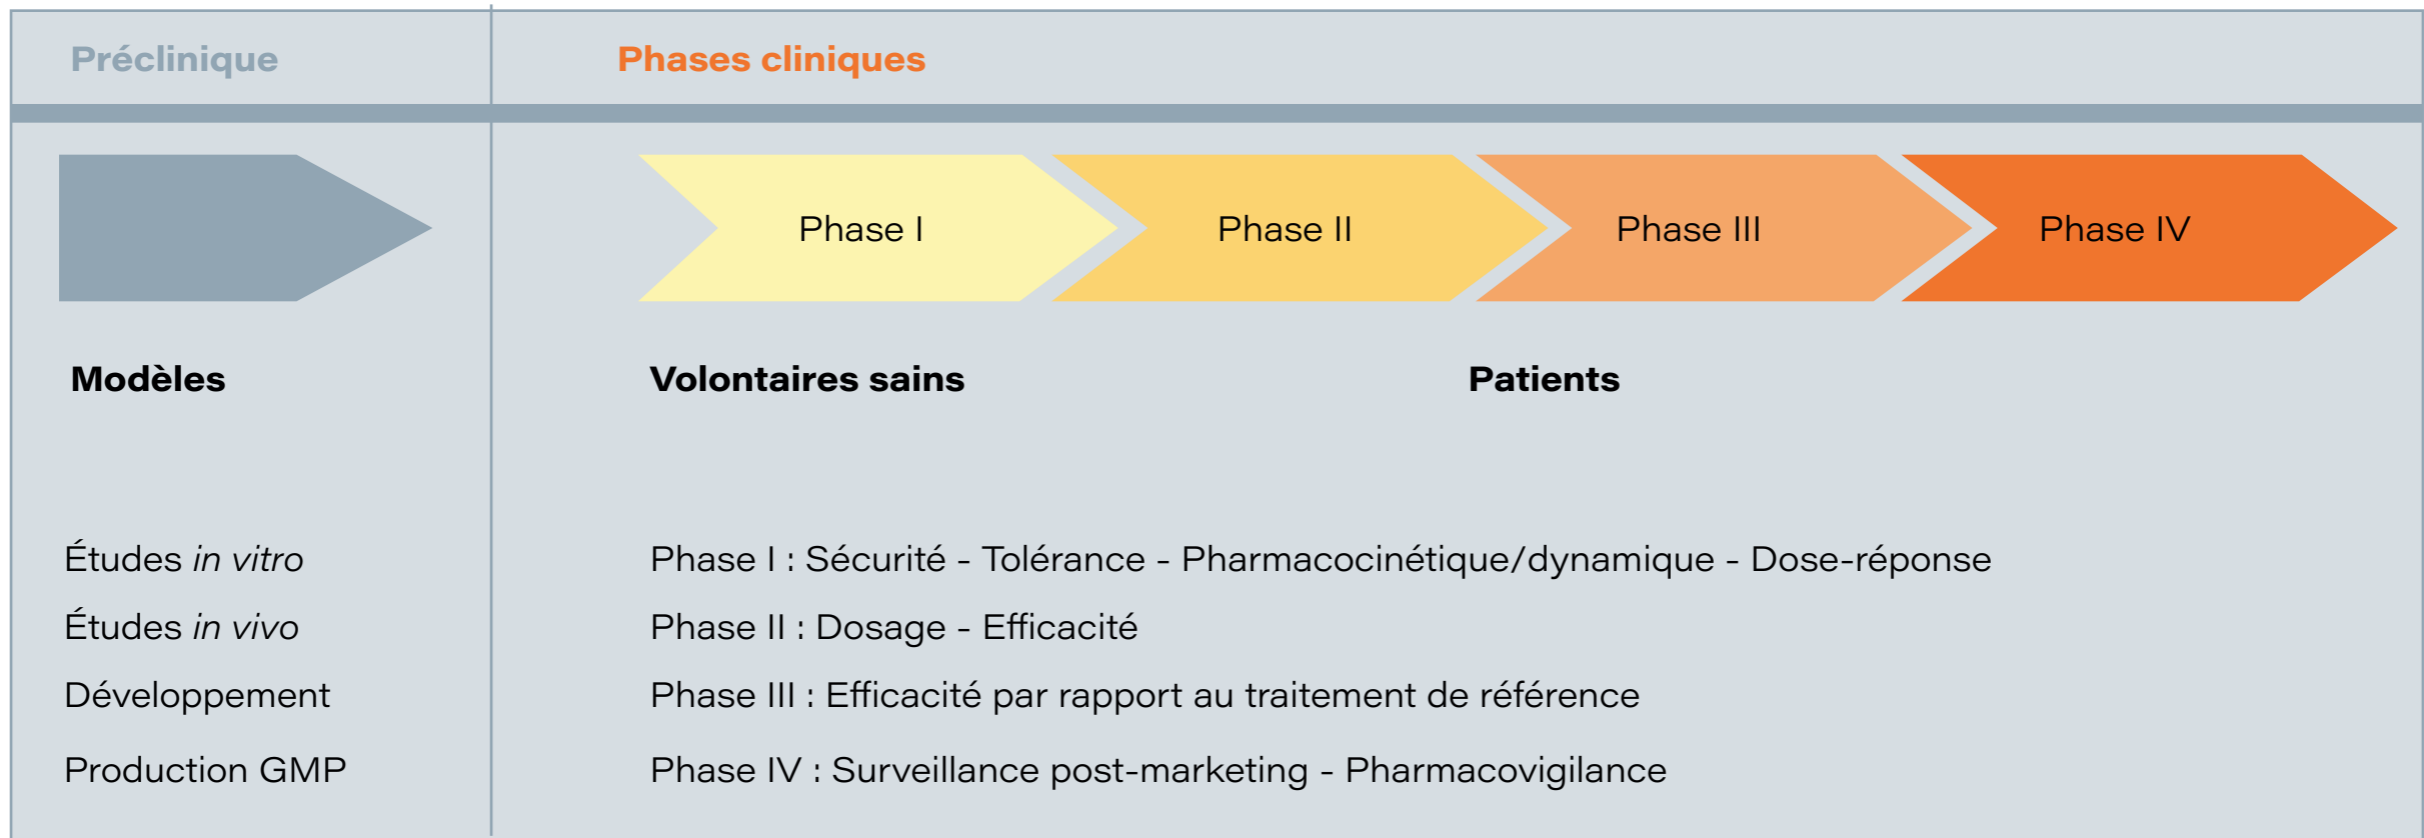 Préclinique
Phases cliniques
Phase I
Phase II
Phase III
Phase IV
Modèles
Volontaires sains
Patients
Études in vitro
Études in vivo
Développement
Production GMP
Phase I : Sécurité - Tolérance - Pharmacocinétique/dynamique - Dose-réponse
Phase II : Dosage - Efficacité
Phase III : Efficacité par rapport au traitement de référence
Phase IV : Surveillance post-marketing - Pharmacovigilance